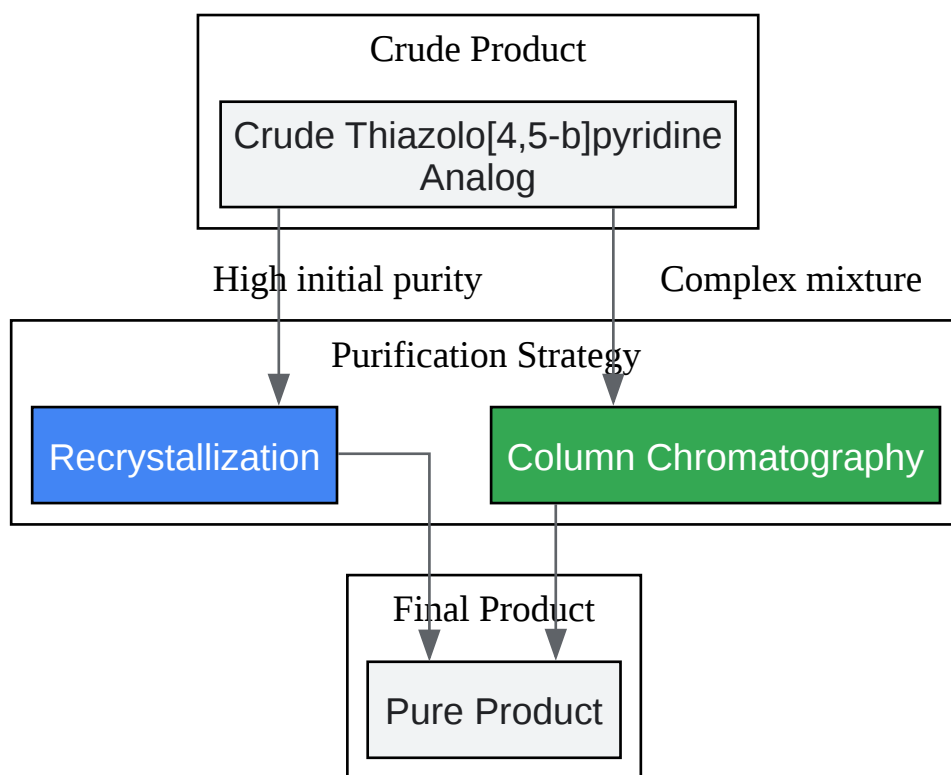 Crude Product
Crude Thiazolo[4,5-b]pyridine
Analog
High initial purity
Complex mixture
Purification Strategy
Recrystallization
Column Chromatography
Final Product
Pure Product